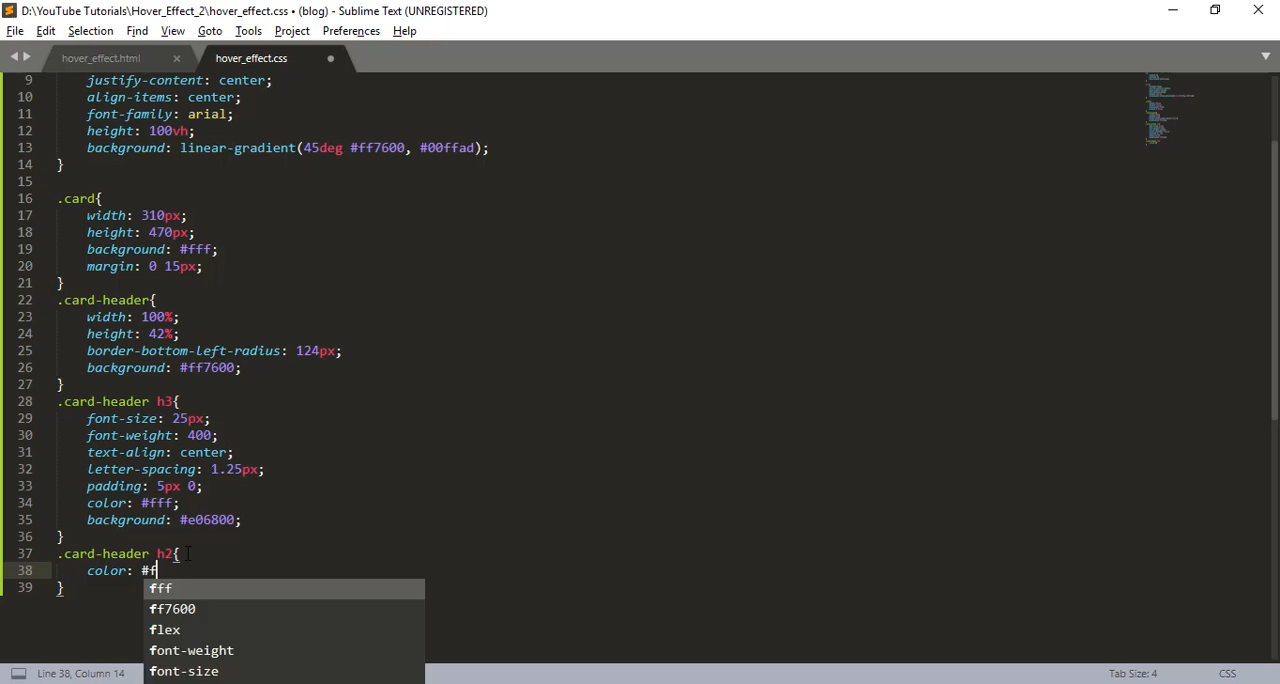 D:\YouTube Tutorials\Hover_Effect_2\hover_effect.css • (blog) - Sublime Text (UNREGISTERED)
File Edit Selection Find View Goto Tools Project Preferences Help
hover_effect.html × hover_effect.css
9 justify-content: center;
10 align-items: center;
11 font-family: arial;
12 height: 100vh;
13 background: linear-gradient(45deg #ff7600, #00ffad);
14 }
15
16 .card{
17 width: 310px;
18 height: 470px;
19 background: #fff;
20 margin: 0 15px;
21 }
22 .card-header{
23 width: 100%;
24 height: 42%;
25 border-bottom-left-radius: 124px;
26 background: #ff7600;
27 }
28 .card-header h3{
29 font-size: 25px;
30 font-weight: 400;
31 text-align: center;
32 letter-spacing: 1.25px;
33 padding: 5px 0;
34 color: #fff;
35 background: #e06800;
36 }
37 .card-header h2{
38 color: #f
39 }
fff
ff7600
flex
font-weight
font-size
Line 38, Column 14 Tab Size: 4 CSS